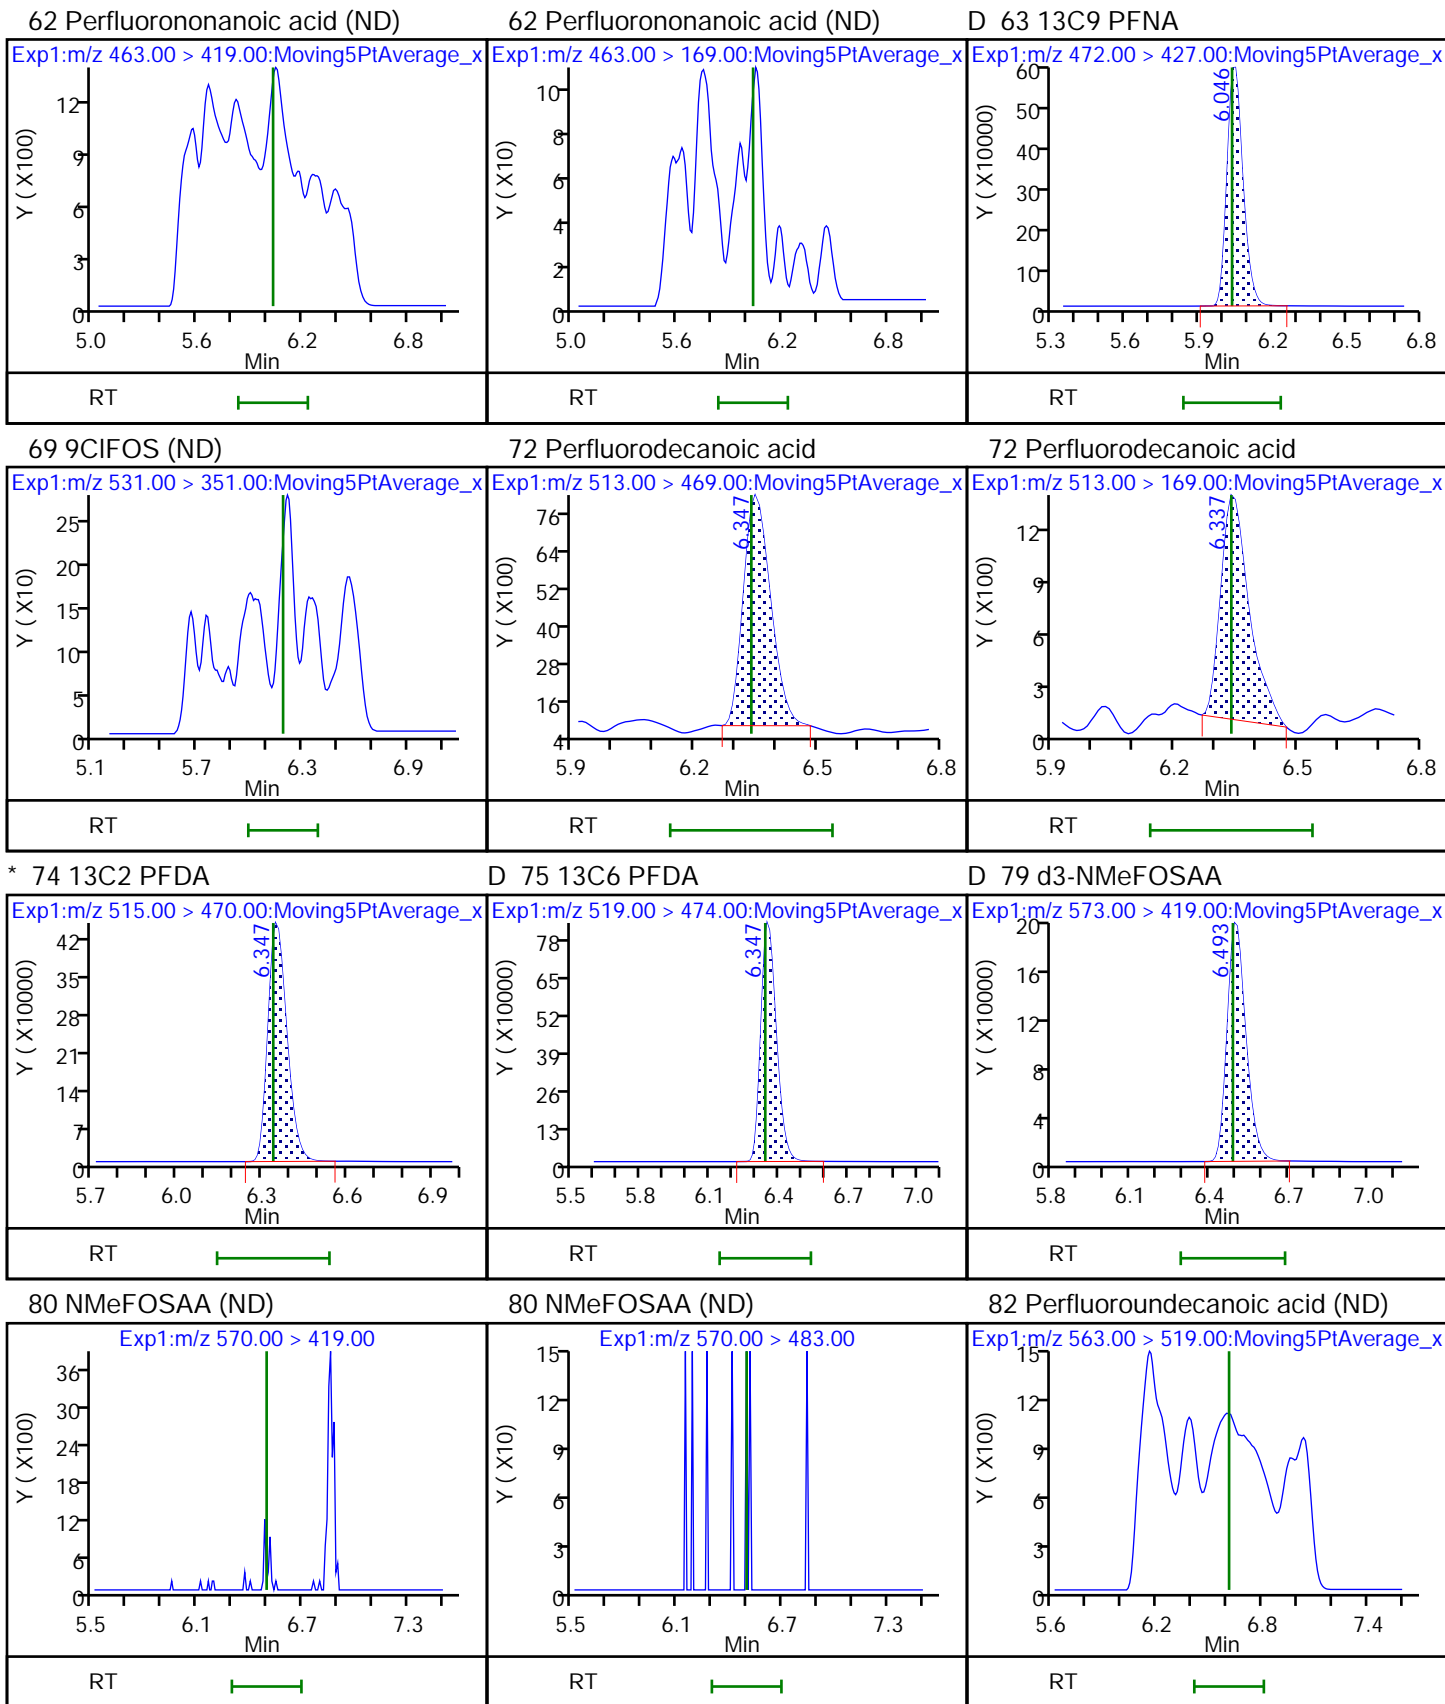 62 Perfluorononanoic acid (ND)
Exp1:m/z 463.00 > 419.00:Moving5PtAverage_x
Y ( X100)
12
9
6
3
0
5.0 5.6 6.2 6.8
Min
RT
62 Perfluorononanoic acid (ND)
Exp1:m/z 463.00 > 169.00:Moving5PtAverage_x
Y ( X10)
10
8
6
4
2
0
5.0 5.6 6.2 6.8
Min
RT
D 63 13C9 PFNA
Exp1:m/z 472.00 > 427.00:Moving5PtAverage_x
6.046
Y ( X10000)
60
50
40
30
20
10
0
5.3 5.6 5.9 6.2 6.5 6.8
Min
RT
69 9ClFOS (ND)
Exp1:m/z 531.00 > 351.00:Moving5PtAverage_x
Y ( X10)
25
20
15
10
5
0
5.1 5.7 6.3 6.9
Min
RT
72 Perfluorodecanoic acid
Exp1:m/z 513.00 > 469.00:Moving5PtAverage_x
6.347
Y ( X100)
76
64
52
40
28
16
4
5.9 6.2 6.5 6.8
Min
RT
72 Perfluorodecanoic acid
Exp1:m/z 513.00 > 169.00:Moving5PtAverage_x
6.337
Y ( X100)
12
9
6
3
0
5.9 6.2 6.5 6.8
Min
RT
* 74 13C2 PFDA
Exp1:m/z 515.00 > 470.00:Moving5PtAverage_x
6.347
Y ( X10000)
42
35
28
21
14
7
0
5.7 6.0 6.3 6.6 6.9
Min
RT
D 75 13C6 PFDA
Exp1:m/z 519.00 > 474.00:Moving5PtAverage_x
6.347
Y ( X10000)
78
65
52
39
26
13
0
5.5 5.8 6.1 6.4 6.7 7.0
Min
RT
D 79 d3-NMeFOSAA
Exp1:m/z 573.00 > 419.00:Moving5PtAverage_x
6.493
Y ( X10000)
20
16
12
8
4
0
5.8 6.1 6.4 6.7 7.0
Min
RT
80 NMeFOSAA (ND)
Exp1:m/z 570.00 > 419.00
Y ( X100)
36
30
24
18
12
6
0
5.5 6.1 6.7 7.3
Min
RT
80 NMeFOSAA (ND)
Exp1:m/z 570.00 > 483.00
Y ( X10)
15
12
9
6
3
0
5.5 6.1 6.7 7.3
Min
RT
82 Perfluoroundecanoic acid (ND)
Exp1:m/z 563.00 > 519.00:Moving5PtAverage_x
Y ( X100)
15
12
9
6
3
0
5.6 6.2 6.8 7.4
Min
RT